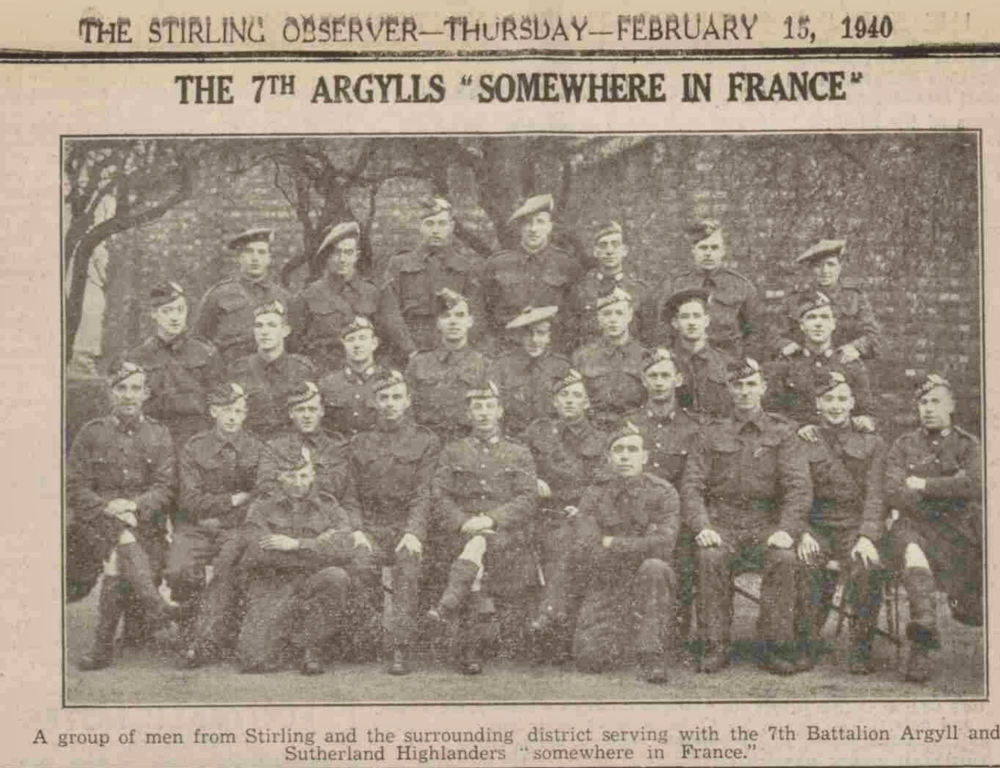 THE STIRLING OBSERVER—THURSDAY—FEBRUARY 15, 1940
THE 7TH ARGYLLS "SOMEWHERE IN FRANCE"
A group of men from Stirling and the surrounding district serving with the 7th Battalion Argyll and
Sutherland Highlanders "somewhere in France."